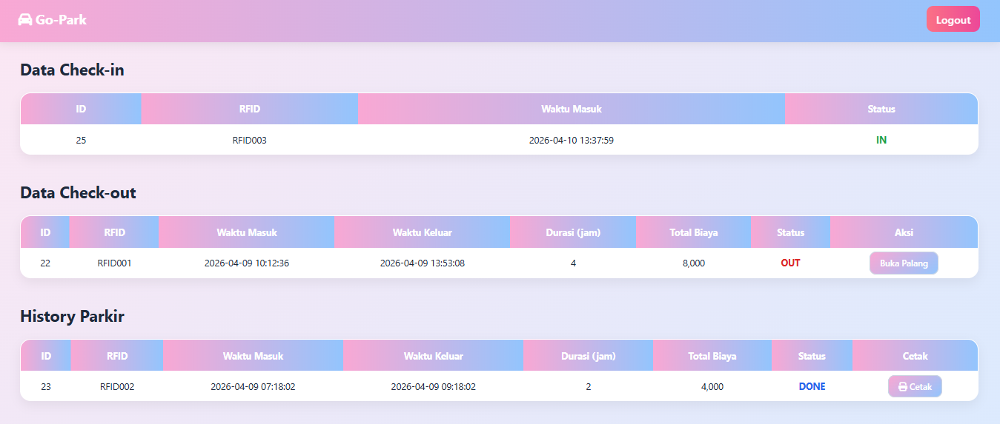 Go-Park Logout
Data Check-in
ID RFID Waktu Masuk Status
25 RFID003 2026-04-10 13:37:59 IN
Data Check-out
ID RFID Waktu Masuk Waktu Keluar Durasi (jam) Total Biaya Status Aksi
22 RFID001 2026-04-09 10:12:36 2026-04-09 13:53:08 4 8,000 OUT Buka Palang
History Parkir
ID RFID Waktu Masuk Waktu Keluar Durasi (jam) Total Biaya Status Cetak
23 RFID002 2026-04-09 07:18:02 2026-04-09 09:18:02 2 4,000 DONE Cetak